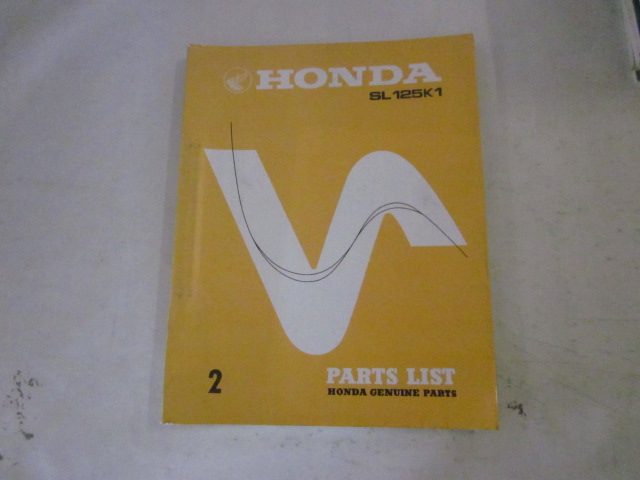 HONDA
SL125K1
2
PARTS LIST
HONDA GENUINE PARTS